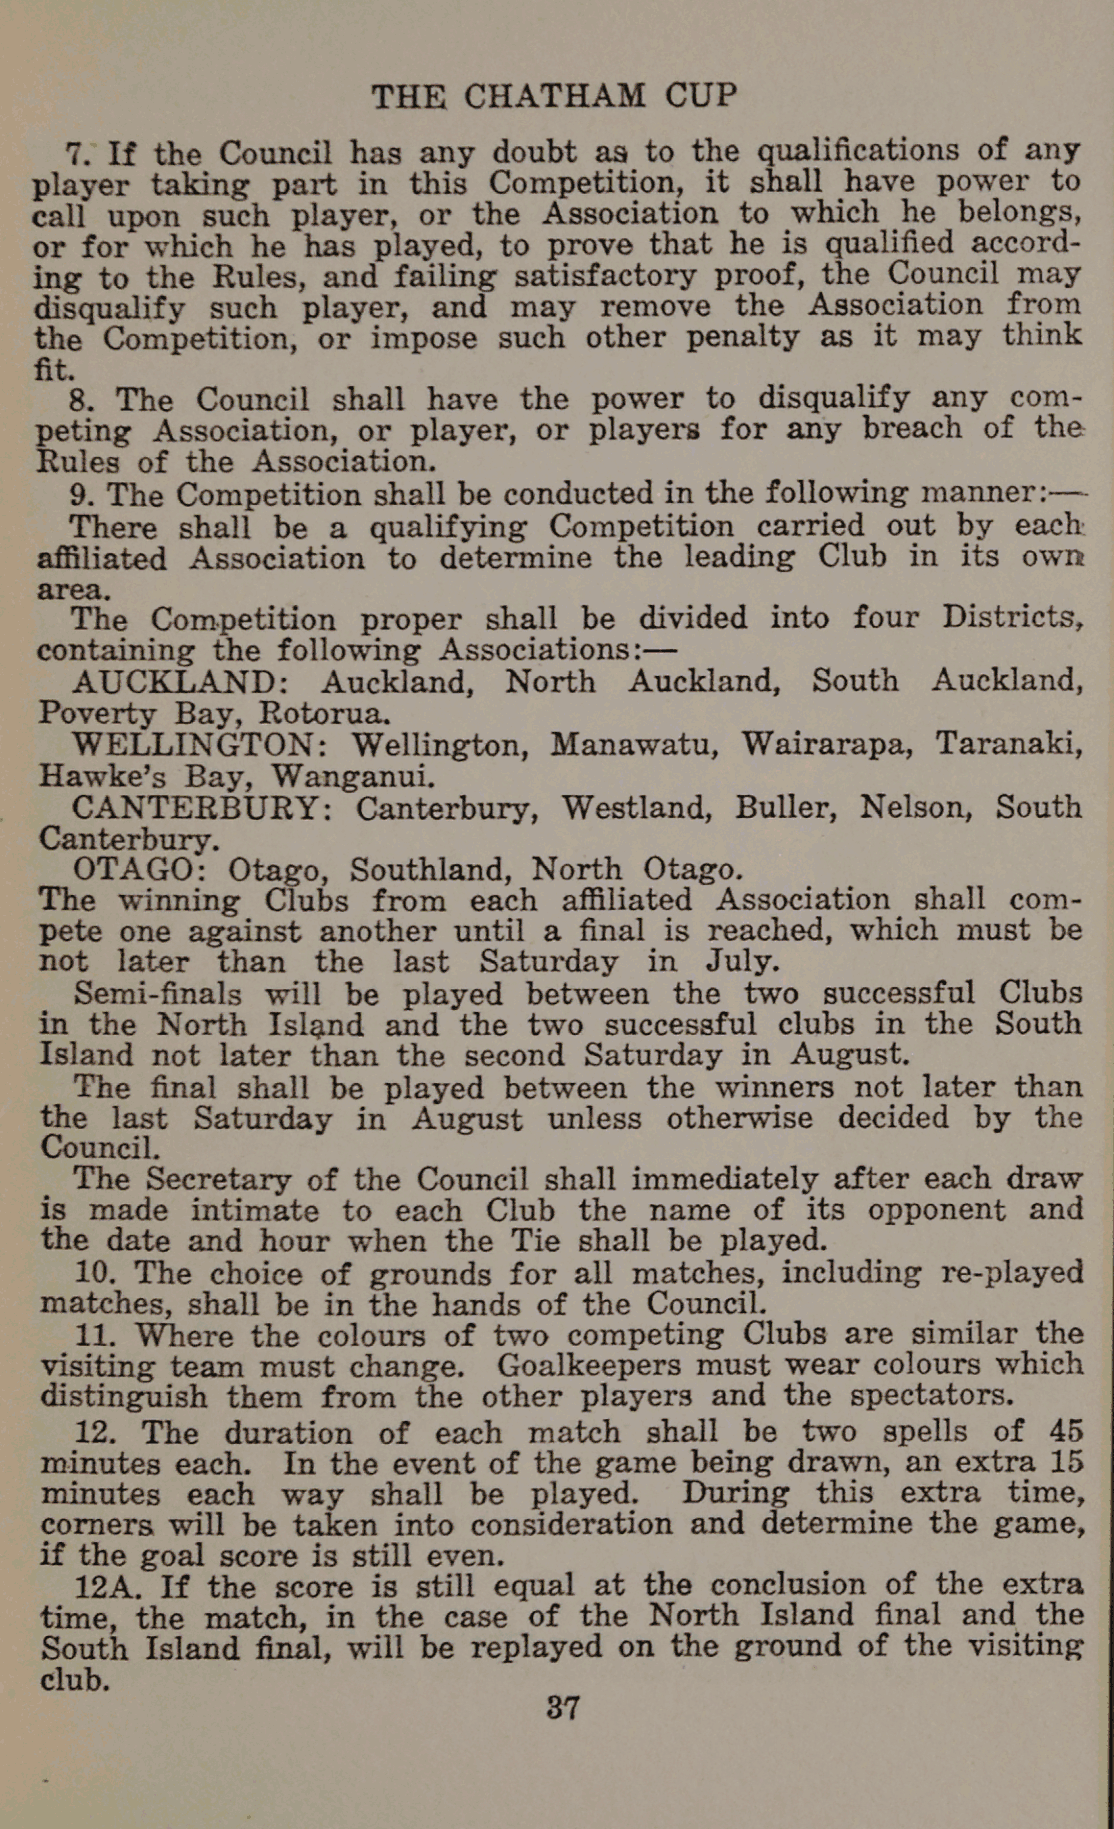 THE CHATHAM CUP
7. If the Council has any doubt as to the qualifications of any
player taking part in this Competition, it shall have power to
call upon such player, or the Association to which he belongs,
or for which he has played, to prove that he is qualified accord-
ing to the Rules, and failing satisfactory proof, the Council may
disqualify such player, and may remove the Association from
the Competition, or impose such other penalty as it may think
fit.
8. The Council shall have the power to disqualify any com-
peting Association, or player, or players for any breach of the
Rules of the Association.
9. The Competition shall be conducted in the following manner:—
There shall be a qualifying Competition carried out by each
affiliated Association to determine the leading Club in its own
area.
The Competition proper shall be divided into four Districts,
containing the following Associations:—
AUCKLAND: Auckland, North Auckland, South Auckland,
Poverty Bay, Rotorua.
WELLINGTON: Wellington, Manawatu, Wairarapa, Taranaki,
Hawke's Bay, Wanganui.
CANTERBURY: Canterbury, Westland, Buller, Nelson, South
Canterbury.
OTAGO: Otago, Southland, North Otago.
The winning Clubs from each affiliated Association shall com-
pete one against another until a final is reached, which must be
not later than the last Saturday in July.
Semi-finals will be played between the two successful Clubs
in the North Island and the two successful clubs in the South
Island not later than the second Saturday in August.
The final shall be played between the winners not later than
the last Saturday in August unless otherwise decided by the
Council.
The Secretary of the Council shall immediately after each draw
is made intimate to each Club the name of its opponent and
the date and hour when the Tie shall be played.
10. The choice of grounds for all matches, including re-played
matches, shall be in the hands of the Council.
11. Where the colours of two competing Clubs are similar the
visiting team must change. Goalkeepers must wear colours which
distinguish them from the other players and the spectators.
12. The duration of each match shall be two spells of 45
minutes each. In the event of the game being drawn, an extra 15
minutes each way shall be played. During this extra time,
corners will be taken into consideration and determine the game,
if the goal score is still even.
12A. If the score is still equal at the conclusion of the extra
time, the match, in the case of the North Island final and the
South Island final, will be replayed on the ground of the visiting
club.
37